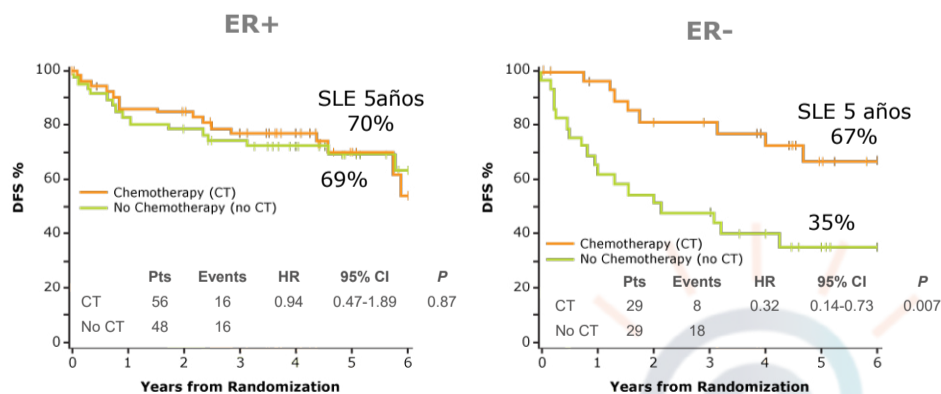 ER+
100
80
60
40
20
0
DFS %
SLE 5años
70%
69%
Chemotherapy (CT)
No Chemotherapy (no CT)
Pts Events HR 95% CI P
CT 56 16 0.94 0.47-1.89 0.87
No CT 48 16
0 1 2 3 4 5 6
Years from Randomization
ER-
100
80
60
40
20
0
DFS %
SLE 5 años
67%
35%
Chemotherapy (CT)
No Chemotherapy (no CT)
Pts Events HR 95% CI P
CT 29 8 0.32 0.14-0.73 0.007
No CT 29 18
0 1 2 3 4 5 6
Years from Randomization